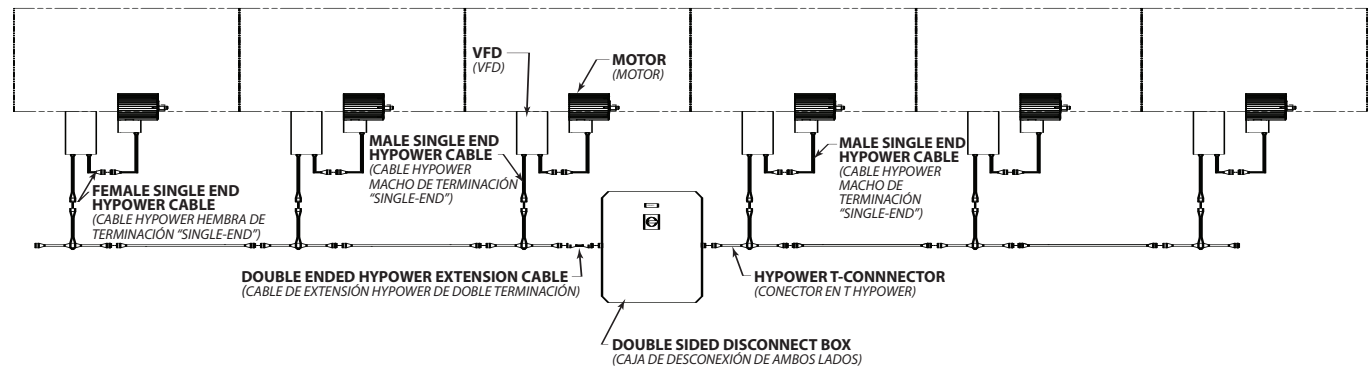 VFD
(VFD)
MOTOR
(MOTOR)
MALE SINGLE END
HYPOWER CABLE
(CABLE HYPOWER
MACHO DE TERMINACIÓN
“SINGLE-END”)
MALE SINGLE END
HYPOWER CABLE
(CABLE HYPOWER
MACHO DE
TERMINACIÓN
“SINGLE-END”)
FEMALE SINGLE END
HYPOWER CABLE
(CABLE HYPOWER HEMBRA DE
TERMINACIÓN “SINGLE-END”)
DOUBLE ENDED HYPOWER EXTENSION CABLE
(CABLE DE EXTENSIÓN HYPOWER DE DOBLE TERMINACIÓN)
HYPOWER T-CONNNECTOR
(CONECTOR EN T HYPOWER)
DOUBLE SIDED DISCONNECT BOX
(CAJA DE DESCONEXIÓN DE AMBOS LADOS)